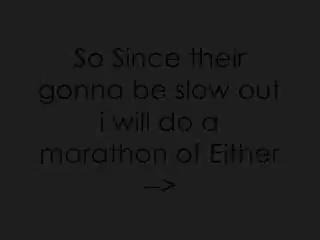 So Since their
gonna be slow out
i will do a
marathon of Either
-->